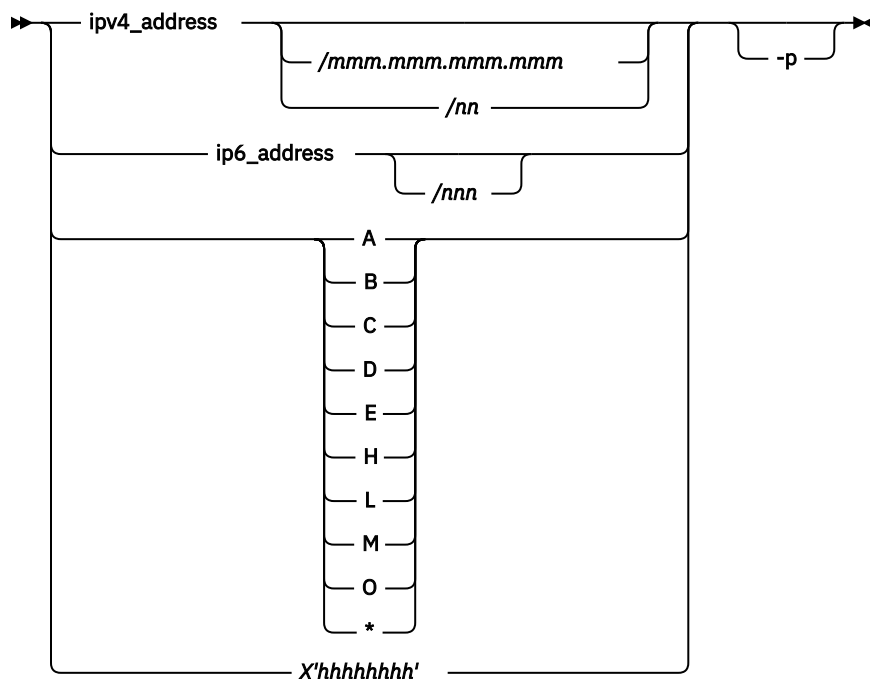 ipv4_address
/mmm.mmm.mmm.mmm
-p
/nn
ip6_address
/nnn
A
B
C
D
E
H
L
M
O
*
X'hhhhhhhh'